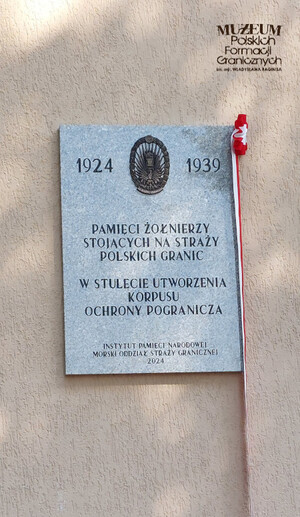 MUZEUM
Polskich
Formacji
Granicznych
im. mjr. WŁADYSŁAWA RAGINISA
1924 1939
PAMIĘCI ŻOŁNIERZY
STOJĄCYCH NA STRAŻY
POLSKICH GRANIC
W STULECIE UTWORZENIA
KORPUSU
OCHRONY POGRANICZA
INSTYTUT PAMIĘCI NARODOWEJ
MORSKI ODDZIAŁ STRAŻY GRANICZNEJ
2024